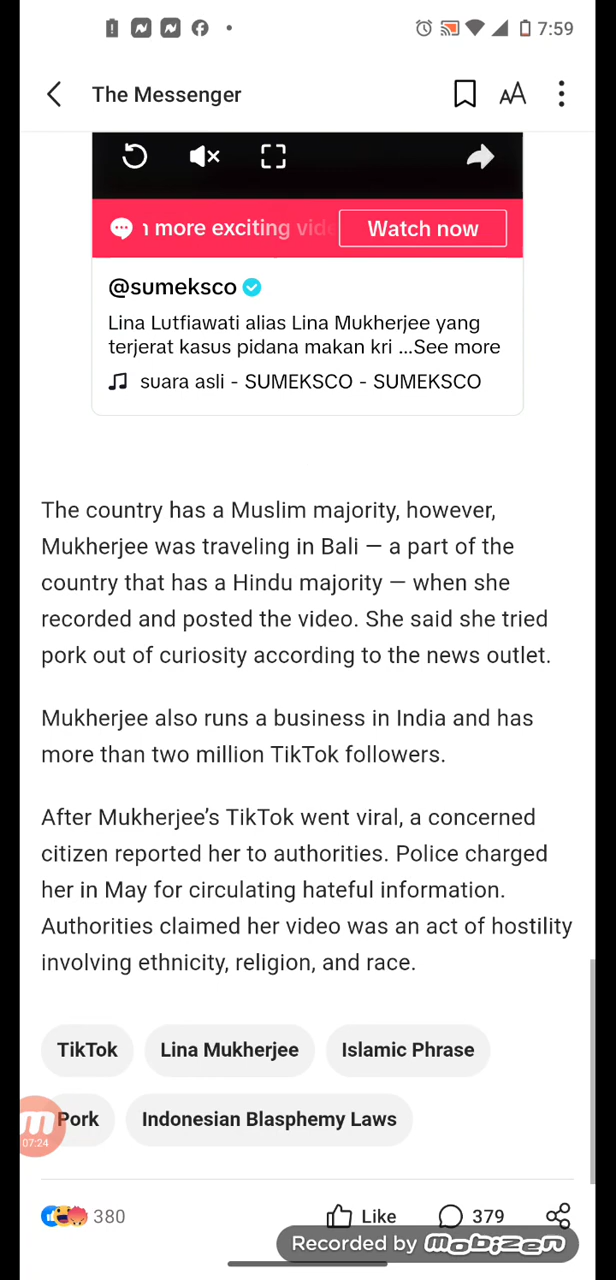 7:59
The Messenger
AA
more exciting vide
Watch now
@sumeksco
Lina Lutfiawati alias Lina Mukherjee yang
terjerat kasus pidana makan kri ...See more
suara asli - SUMEKSCO - SUMEKSCO
The country has a Muslim majority, however,
Mukherjee was traveling in Bali — a part of the
country that has a Hindu majority — when she
recorded and posted the video. She said she tried
pork out of curiosity according to the news outlet.
Mukherjee also runs a business in India and has
more than two million TikTok followers.
After Mukherjee’s TikTok went viral, a concerned
citizen reported her to authorities. Police charged
her in May for circulating hateful information.
Authorities claimed her video was an act of hostility
involving ethnicity, religion, and race.
TikTok Lina Mukherjee Islamic Phrase
Pork Indonesian Blasphemy Laws
07:24
380 Like 379
Recorded by mobizen